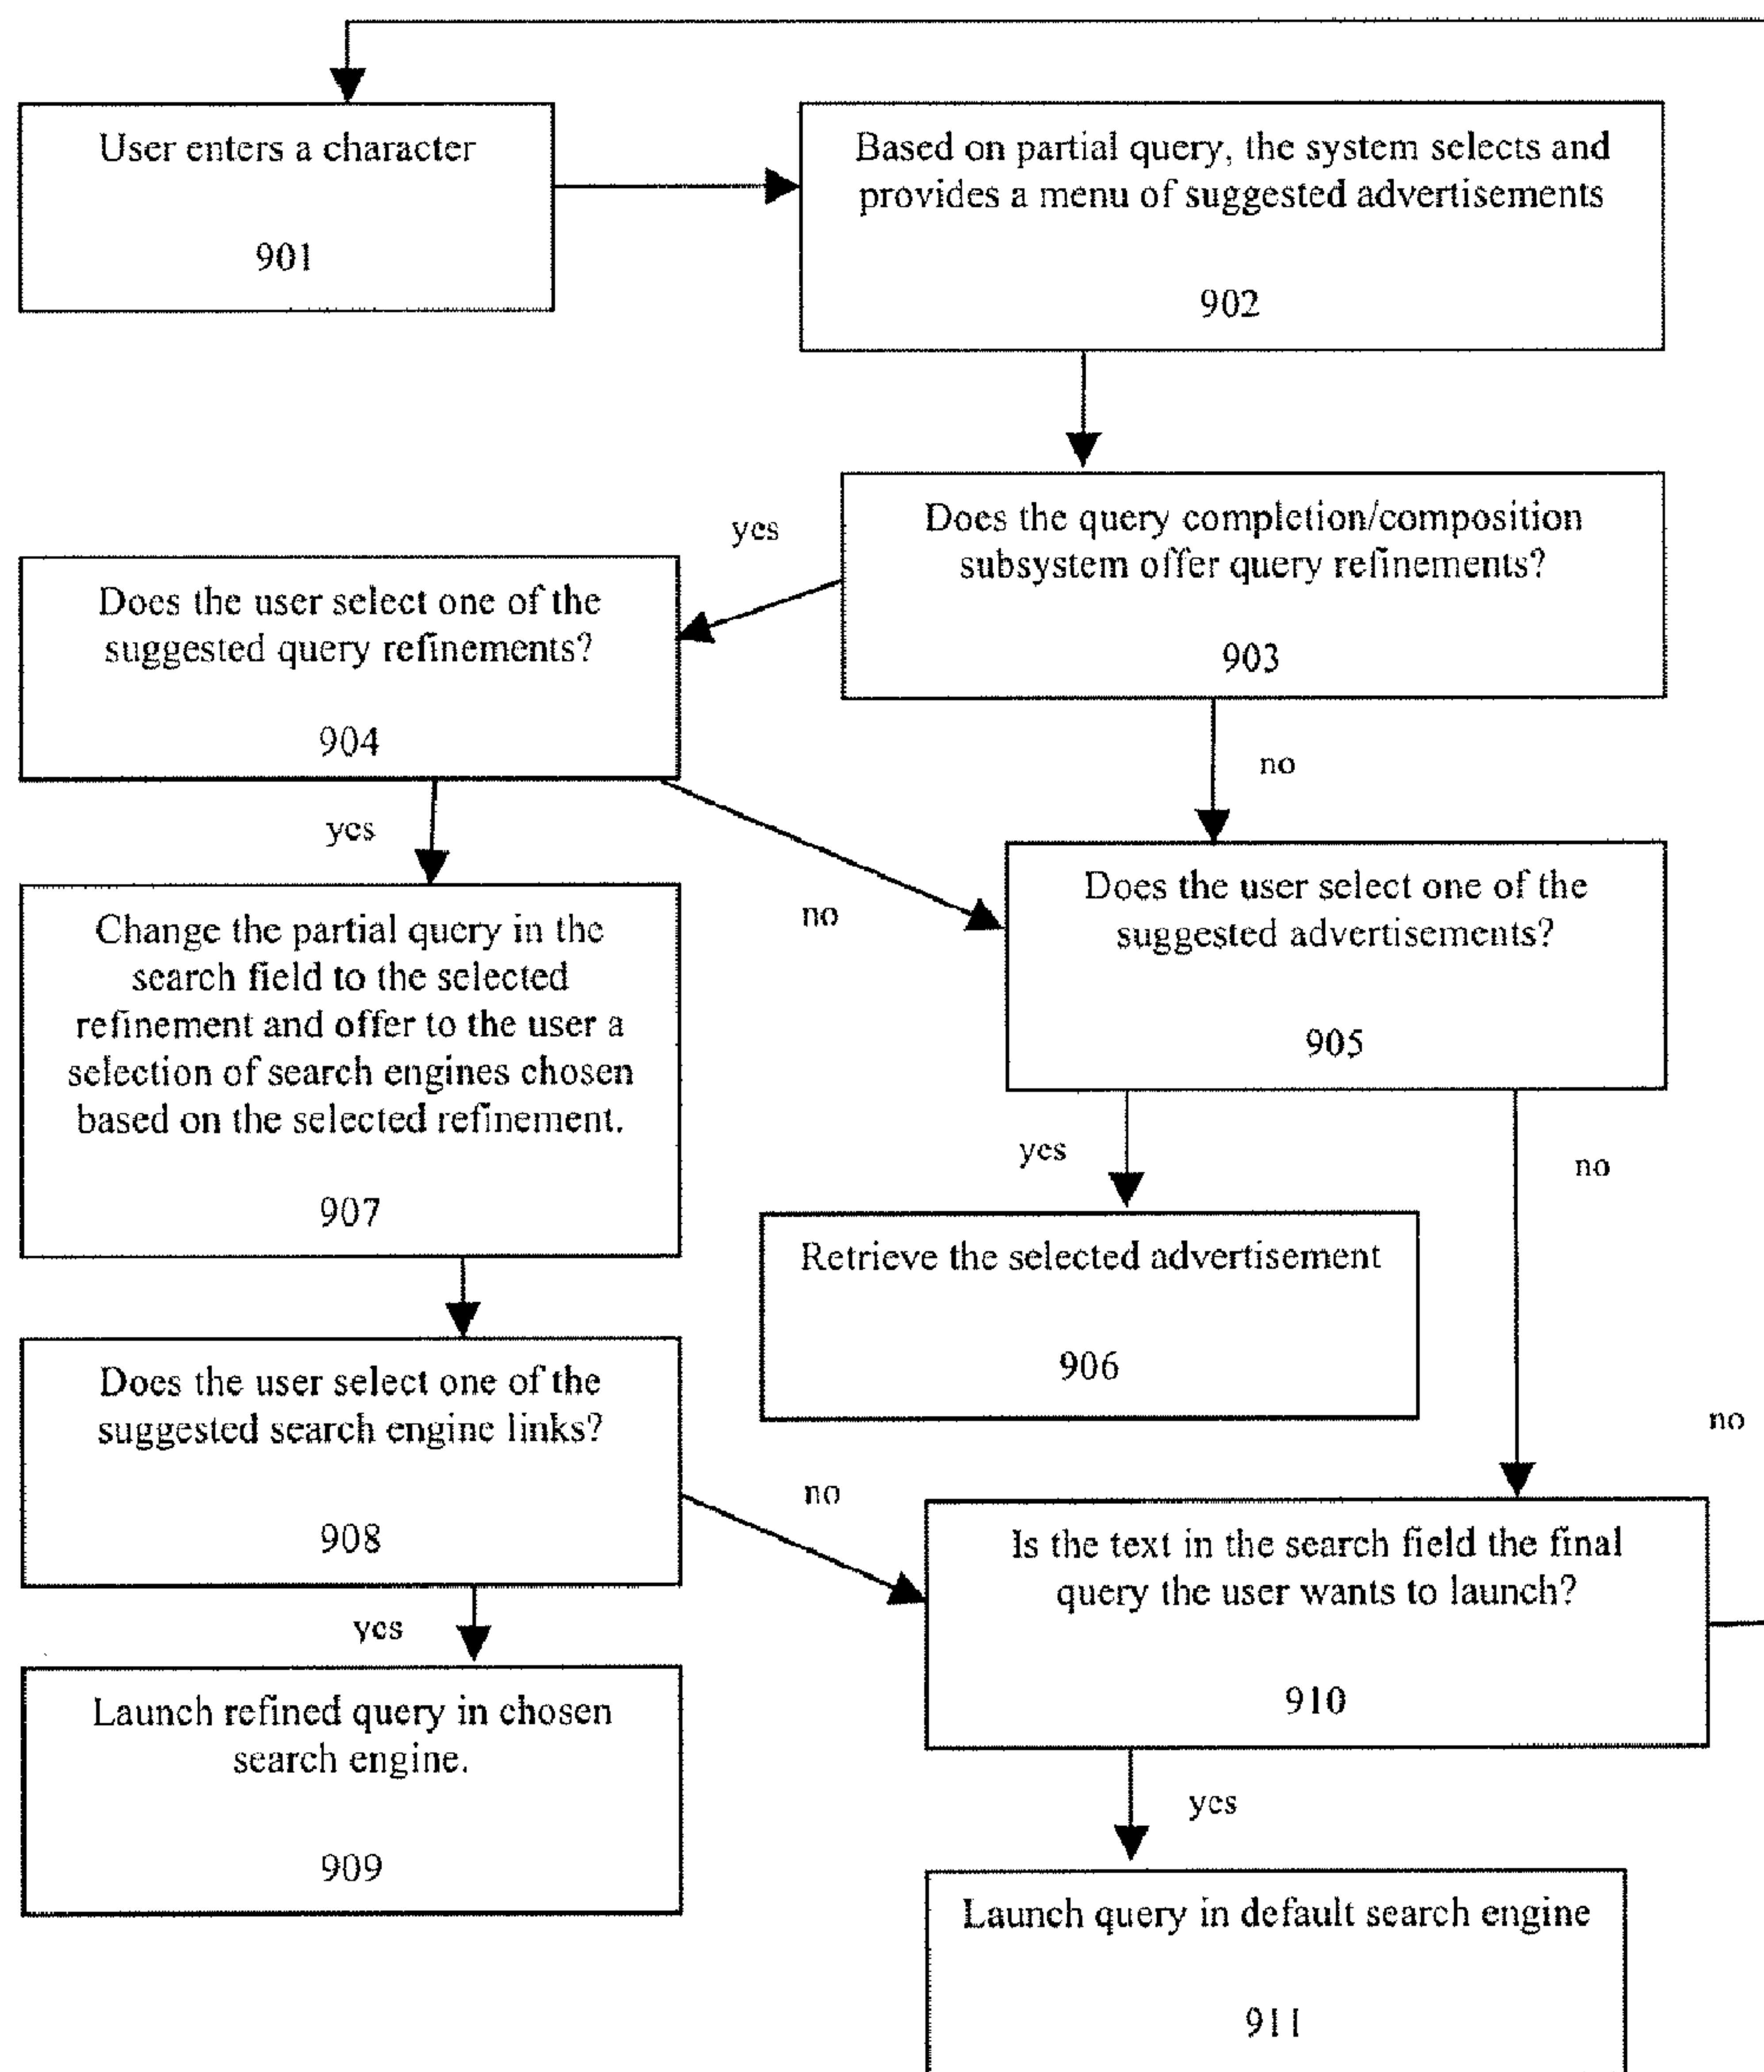 User enters a character
901
Based on partial query, the system selects and
provides a menu of suggested advertisements
902
Does the query completion/composition
subsystem offer query refinements?
903
yes
Does the user select one of the
suggested query refinements?
904
no
yes
no
Does the user select one of the
suggested advertisements?
905
Change the partial query in the
search field to the selected
refinement and offer to the user a
selection of search engines chosen
based on the selected refinement.
907
yes
no
Retrieve the selected advertisement
906
Does the user select one of the
suggested search engine links?
908
no
no
Is the text in the search field the final
query the user wants to launch?
910
yes
Launch refined query in chosen
search engine.
909
yes
Launch query in default search engine
911